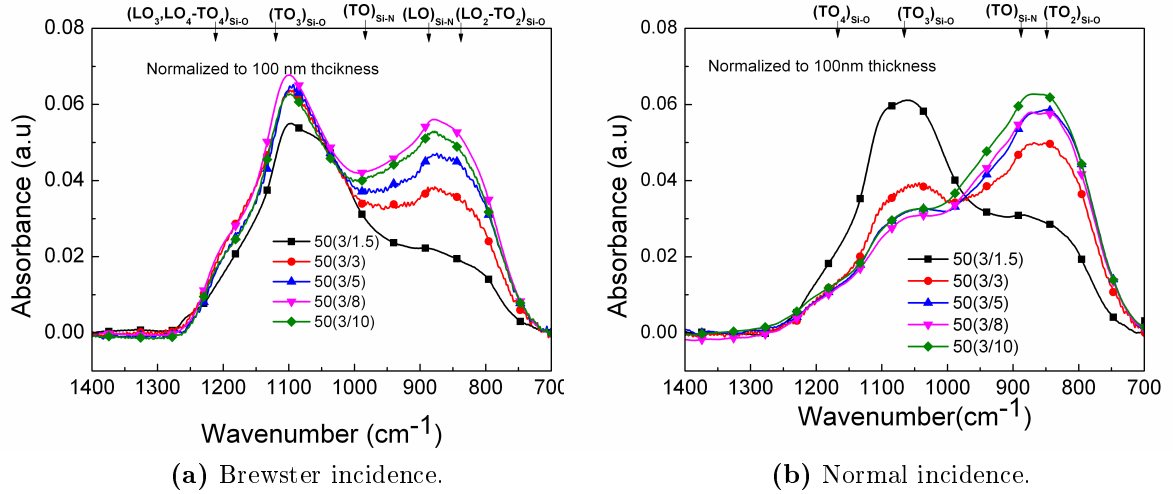 (LO3,LO4-TO4)Si-O (TO3)Si-O (TO)Si-N (LO)Si-N (LO2-TO2)Si-O
0.08
0.06
0.04
0.02
0.00
Absorbance (a.u)
Normalized to 100 nm thcikness
50(3/1.5)
50(3/3)
50(3/5)
50(3/8)
50(3/10)
1400 1300 1200 1100 1000 900 800 700
Wavenumber (cm-1)
(a) Brewster incidence.
(TO4)Si-O (TO3)Si-O (TO)Si-N (TO2)Si-O
0.08
0.06
0.04
0.02
0.00
Absorbance (a.u)
Normalized to 100nm thickness
50(3/1.5)
50(3/3)
50(3/5)
50(3/8)
50(3/10)
1400 1300 1200 1100 1000 900 800 700
Wavenumber(cm-1)
(b) Normal incidence.